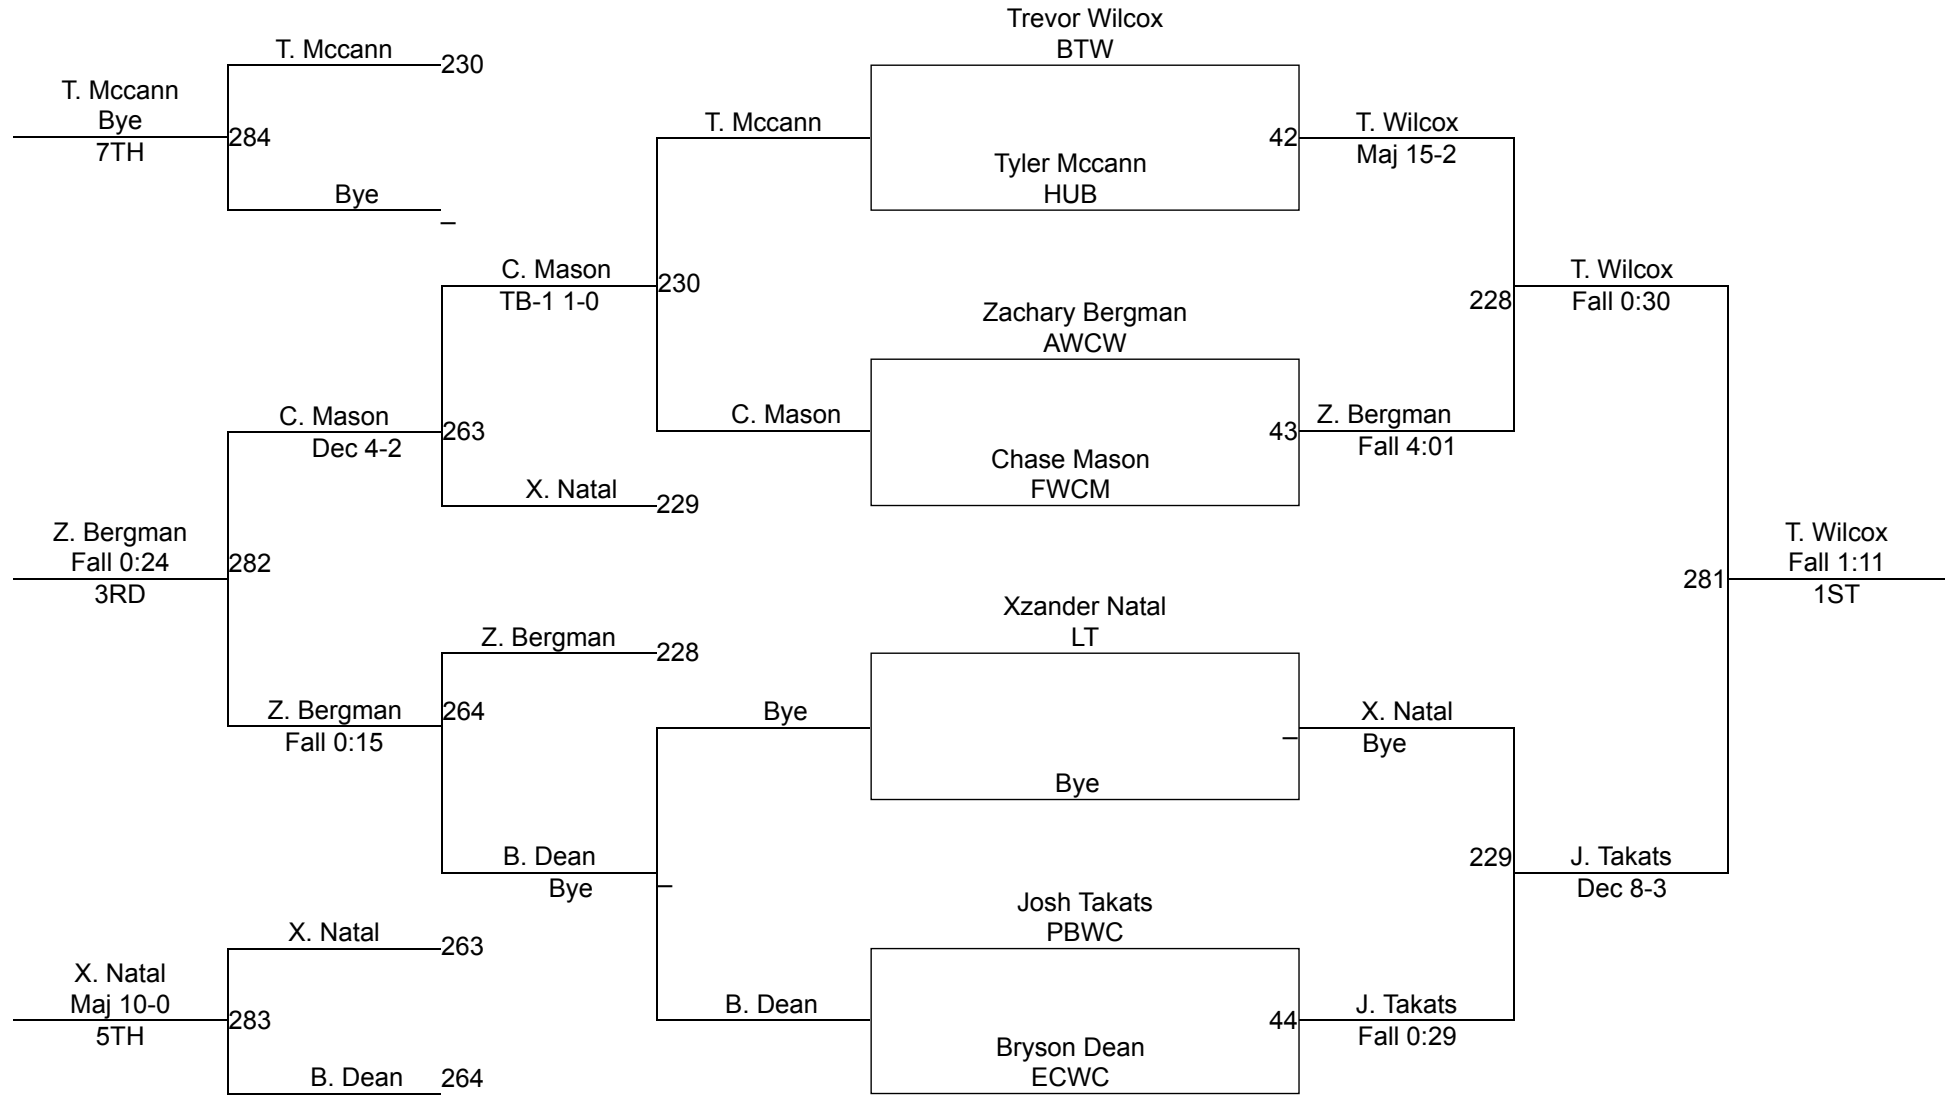 Trevor Wilcox
BTW
T. Mccann
230
T. Mccann
Bye
7TH
284
T. Mccann
42
T. Wilcox
Maj 15-2
Tyler Mccann
HUB
Bye
_
C. Mason
TB-1 1-0
230
T. Wilcox
Fall 0:30
228
Zachary Bergman
AWCW
C. Mason
Dec 4-2
263
C. Mason
43
Z. Bergman
Fall 4:01
Chase Mason
FWCM
X. Natal
229
Z. Bergman
Fall 0:24
3RD
282
281
T. Wilcox
Fall 1:11
1ST
Xzander Natal
LT
Z. Bergman
228
Z. Bergman
Fall 0:15
264
Bye
_
X. Natal
Bye
Bye
B. Dean
Bye
_
229
J. Takats
Dec 8-3
Josh Takats
PBWC
X. Natal
263
X. Natal
Maj 10-0
5TH
283
B. Dean
44
J. Takats
Fall 0:29
Bryson Dean
ECWC
B. Dean
264